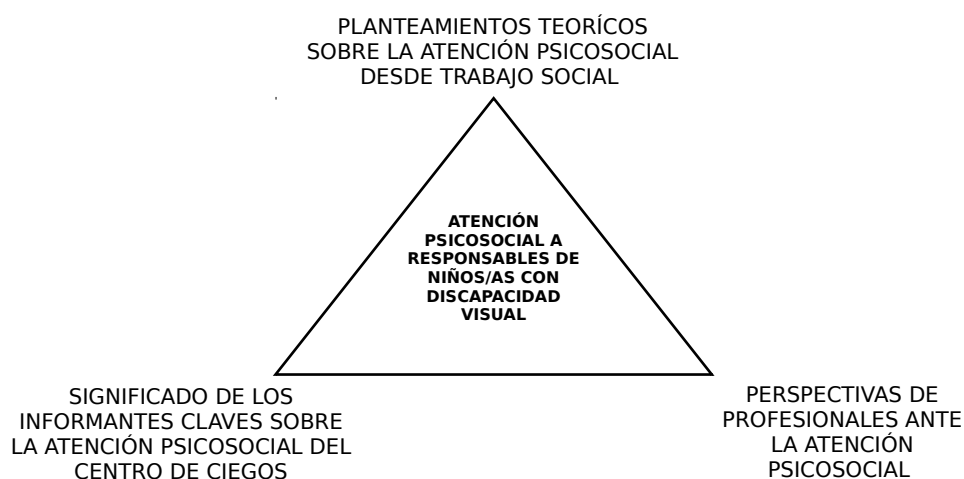 PLANTEAMIENTOS TEORÍCOS
SOBRE LA ATENCIÓN PSICOSOCIAL
DESDE TRABAJO SOCIAL
ATENCIÓN
PSICOSOCIAL A
RESPONSABLES DE
NIÑOS/AS CON
DISCAPACIDAD
VISUAL
SIGNIFICADO DE LOS
INFORMANTES CLAVES SOBRE
LA ATENCIÓN PSICOSOCIAL DEL
CENTRO DE CIEGOS
PERSPECTIVAS DE
PROFESIONALES ANTE
LA ATENCIÓN
PSICOSOCIAL